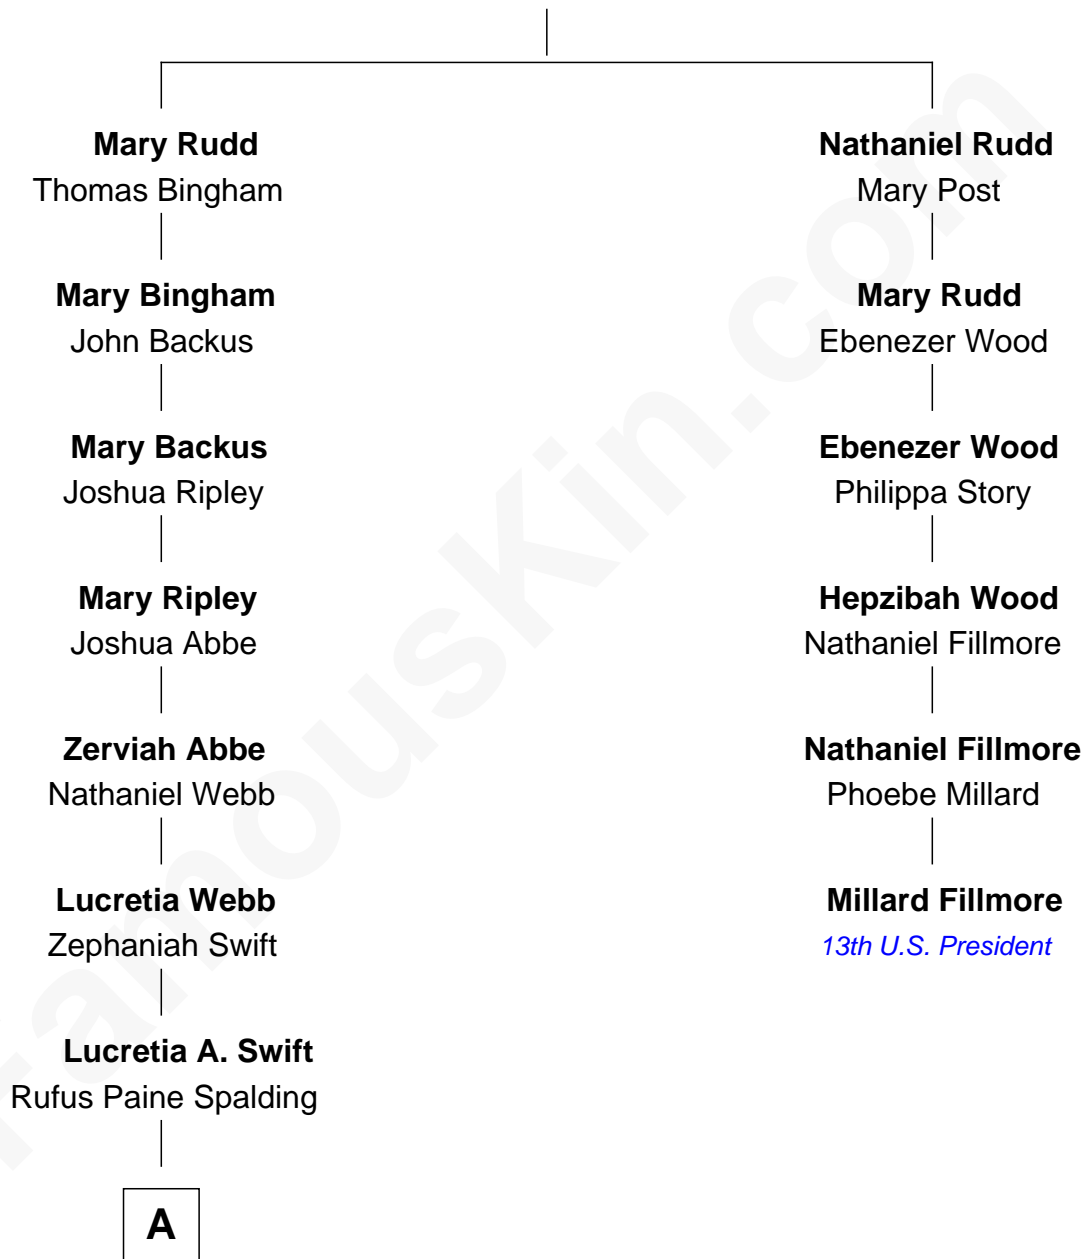 Mary Rudd
Thomas Bingham
Mary Bingham
John Backus
Mary Backus
Joshua Ripley
Mary Ripley
Joshua Abbe
Zerviah Abbe
Nathaniel Webb
Lucretia Webb
Zephaniah Swift
Lucretia A. Swift
Rufus Paine Spalding
A
Nathaniel Rudd
Mary Post
Mary Rudd
Ebenezer Wood
Ebenezer Wood
Philippa Story
Hepzibah Wood
Nathaniel Fillmore
Nathaniel Fillmore
Phoebe Millard
Millard Fillmore
13th U.S. President
FamousKin.com